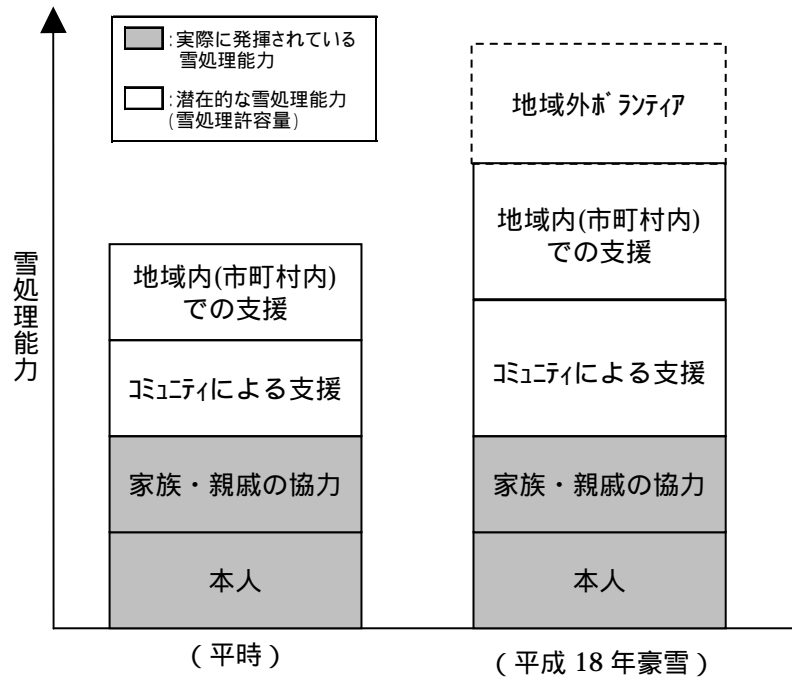 :実際に発揮されている
雪処理能力
:潜在的な雪処理能力
(雪処理許容量)
雪処理能力
地域内(市町村内)
での支援
ｺﾐｭﾆﾃｨによる支援
家族・親戚の協力
本人
(平時)
地域外ﾎﾞﾗﾝﾃｨｱ
地域内(市町村内)
での支援
ｺﾐｭﾆﾃｨによる支援
家族・親戚の協力
本人
(平成 18 年豪雪)